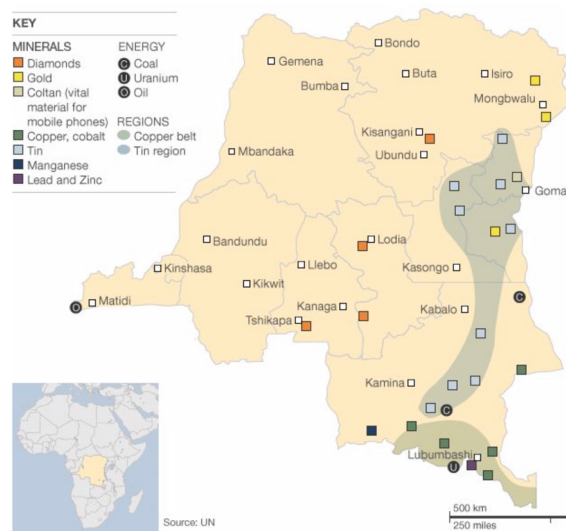 KEY
MINERALS
Diamonds
Gold
Coltan (vital
material for
mobile phones)
Copper, cobalt
Tin
Manganese
Lead and Zinc
ENERGY
C Coal
U Uranium
O Oil
REGIONS
Copper belt
Tin region
Bondo
Gemena
Buta
Isiro
Bumba
Mongbwalu
Kisangani
Mbandaka
Ubundu
Goma
Bandundu
Lodia
Kinshasa
Llebo
Kasongo
Kikwit
C
O
Matidi
Kanaga
Kabalo
Tshikapa
Kamina
C
Lubumbashi
U
500 km
250 miles
Source: UN